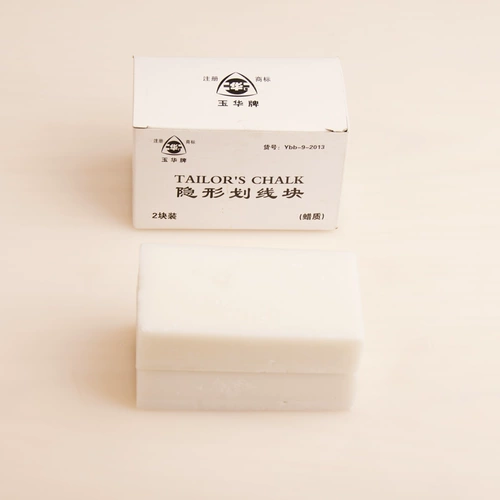 注册 商标
玉华牌
注册 商标
玉华牌
货号：Ybb-9-2013
TAILOR'S CHALK
隐形划线块
2块装 (蜡质)